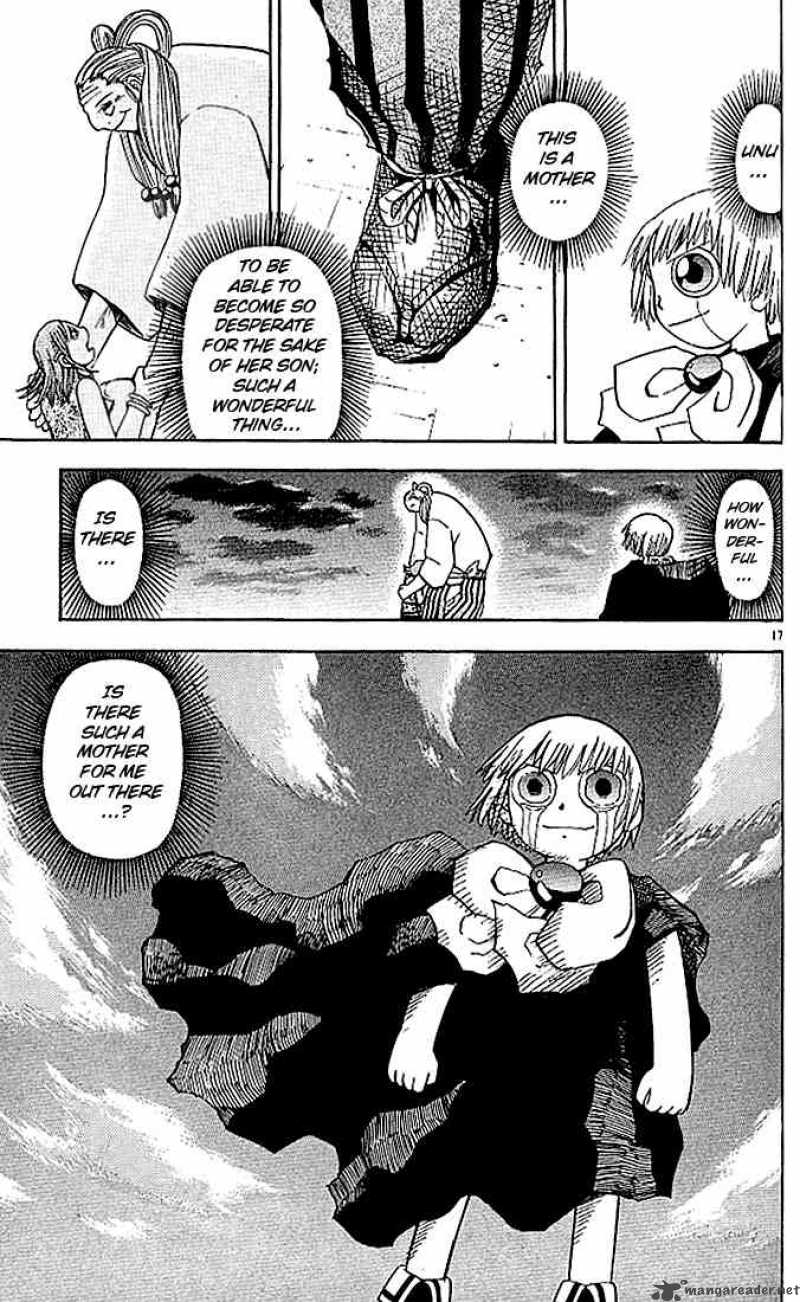 UNU
...
THIS
IS A
MOTHER
...
TO BE
ABLE TO
BECOME SO
DESPERATE
FOR THE SAKE
OF HER SON;
SUCH A
WONDERFUL
THING...
HOW
WON-
DER-
FUL
...
IS
THERE
...
17
IS
THERE
SUCH A
MOTHER
FOR ME
OUT THERE
...?
mangareader.net